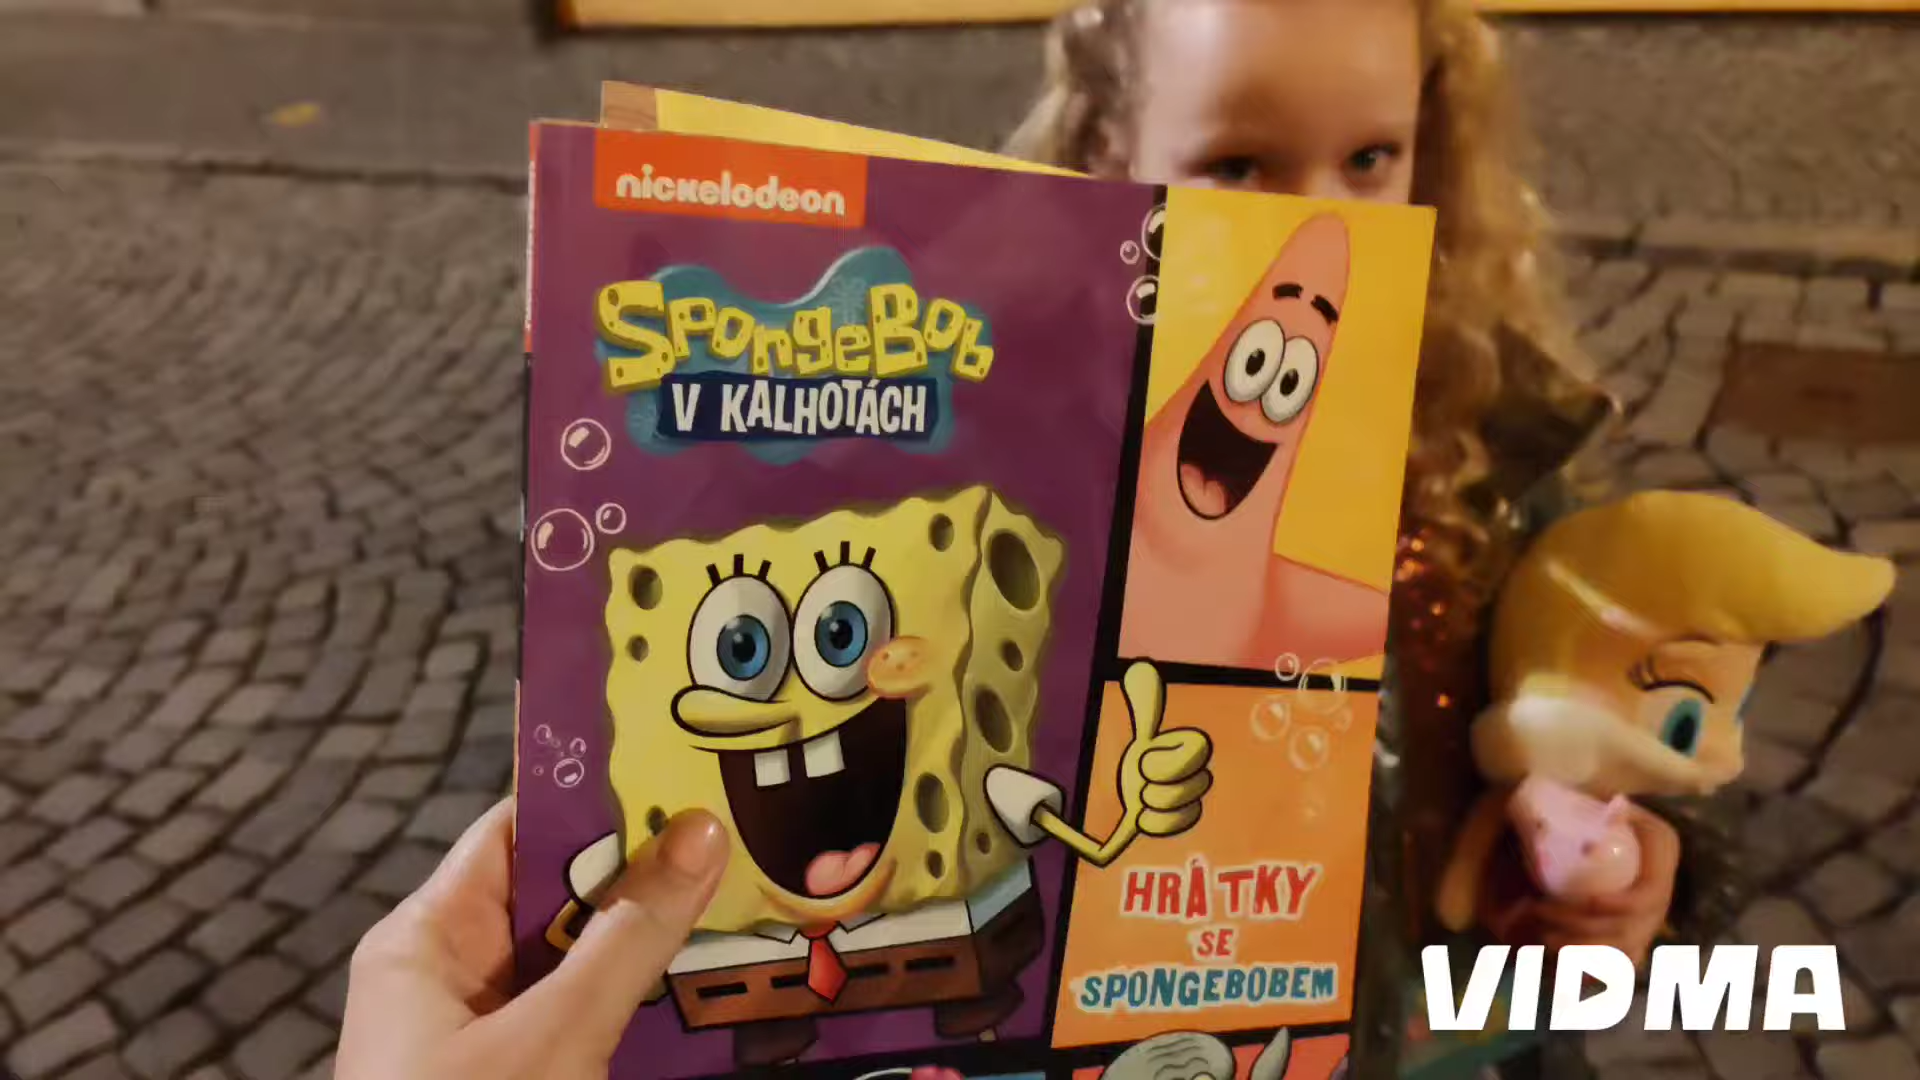 nickelodeon
SPONGEBOB
V KALHOTÁCH
HRÁTKY
SE
SPONGEBOBEM
VIDMA